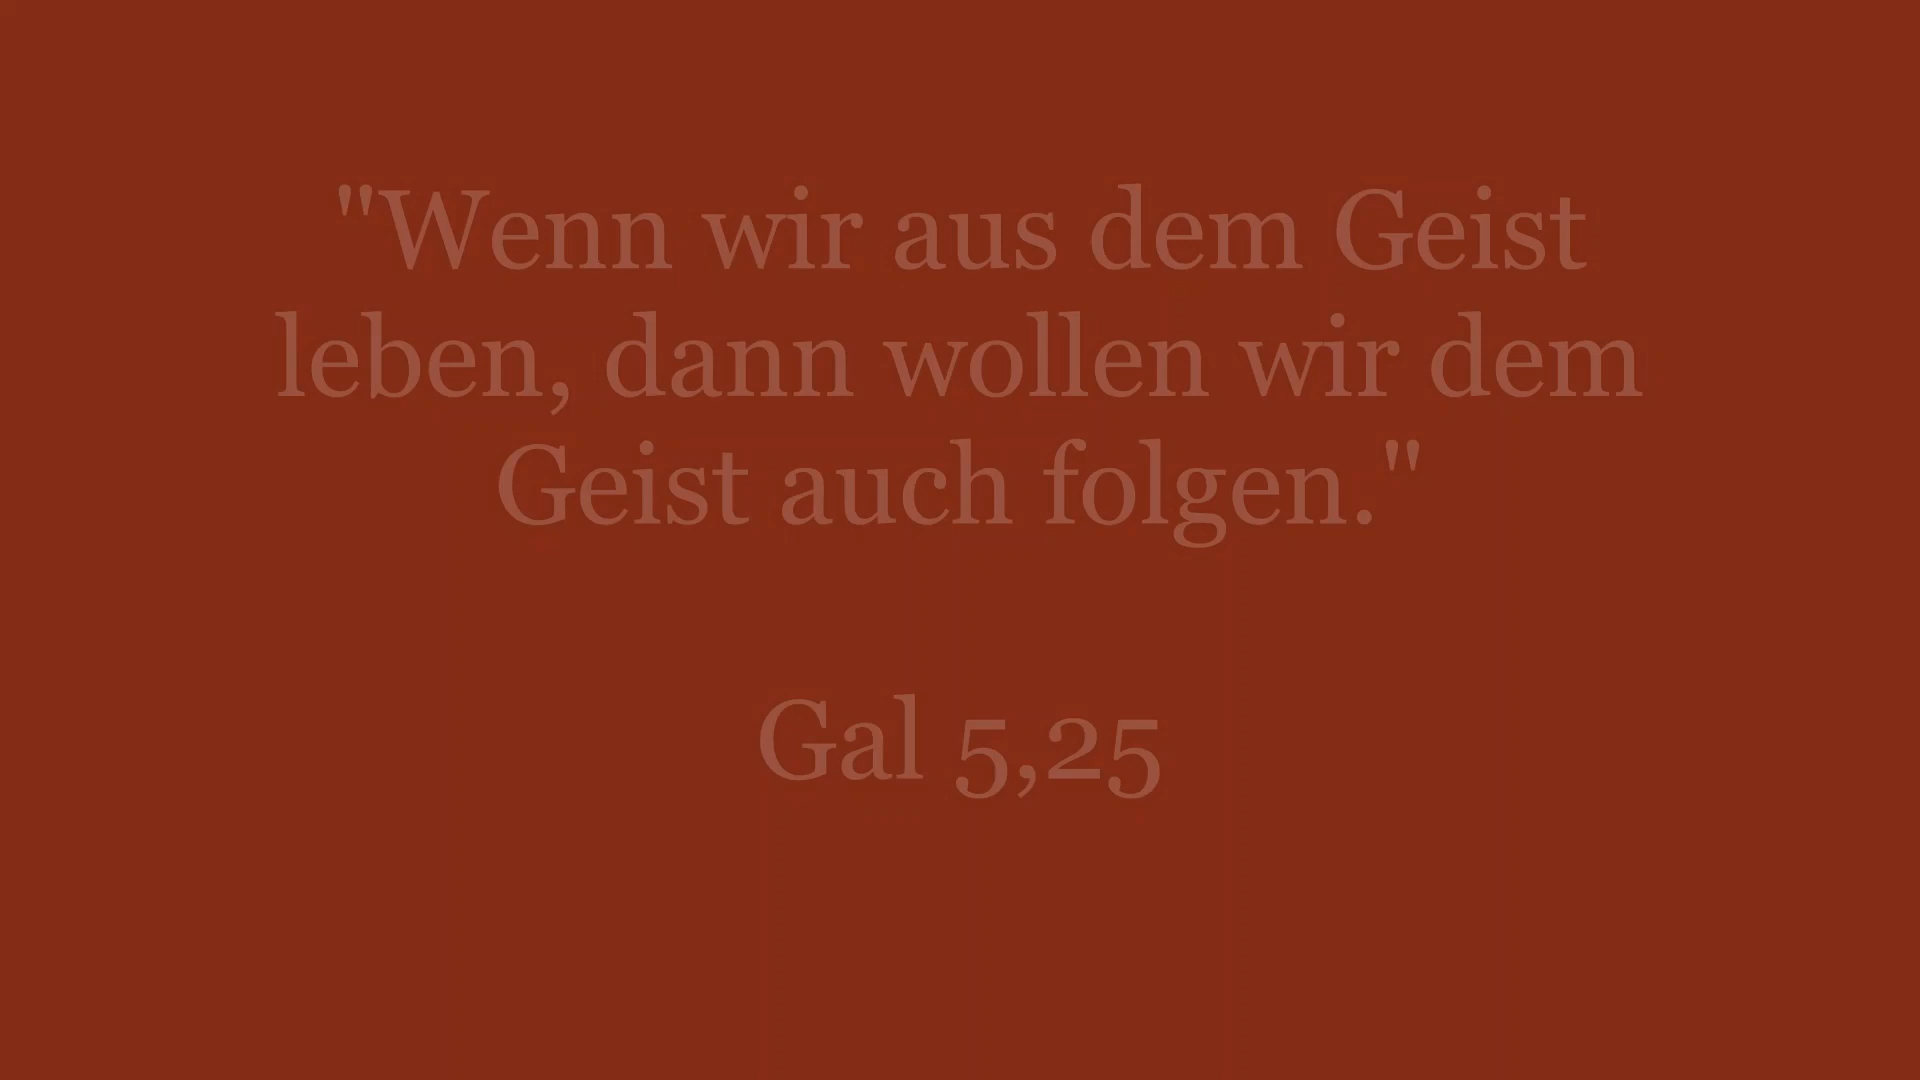 "Wenn wir aus dem Geist
leben, dann wollen wir dem
Geist auch folgen."
Gal 5,25